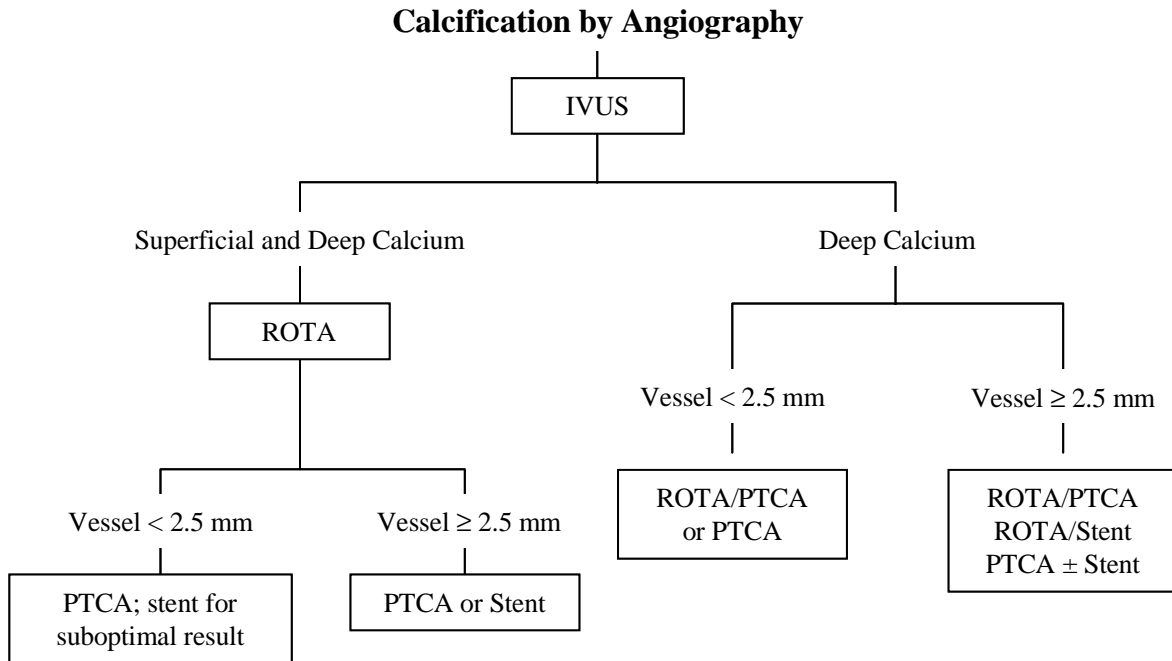 Calcification by Angiography
IVUS
Superficial and Deep Calcium
Deep Calcium
ROTA
Vessel < 2.5 mm
Vessel ≥ 2.5 mm
Vessel < 2.5 mm
Vessel ≥ 2.5 mm
PTCA; stent for
suboptimal result
PTCA or Stent
ROTA/PTCA
or PTCA
ROTA/PTCA
ROTA/Stent
PTCA ± Stent